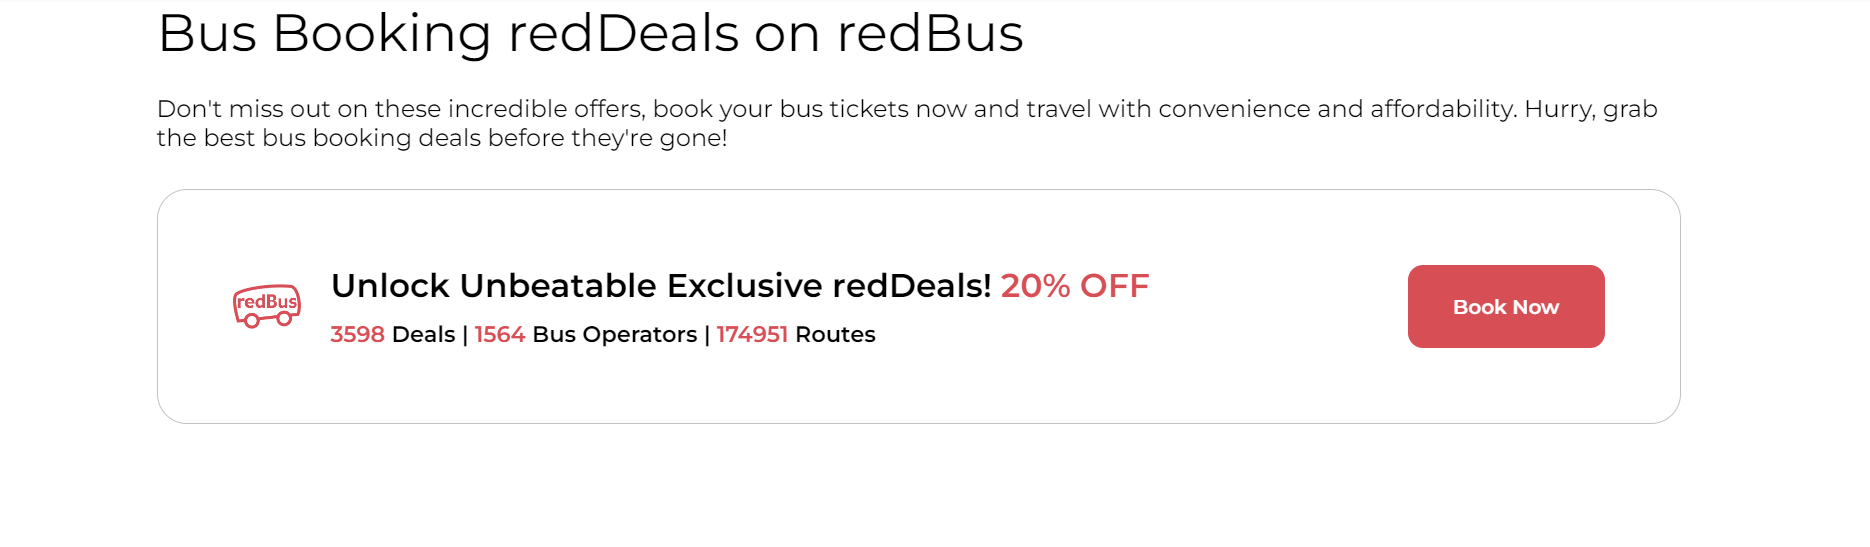 Bus Booking redDeals on redBus
Don't miss out on these incredible offers, book your bus tickets now and travel with convenience and affordability. Hurry, grab
the best bus booking deals before they're gone!
redBus
Unlock Unbeatable Exclusive redDeals! 20% OFF
3598 Deals | 1564 Bus Operators | 174951 Routes
Book Now